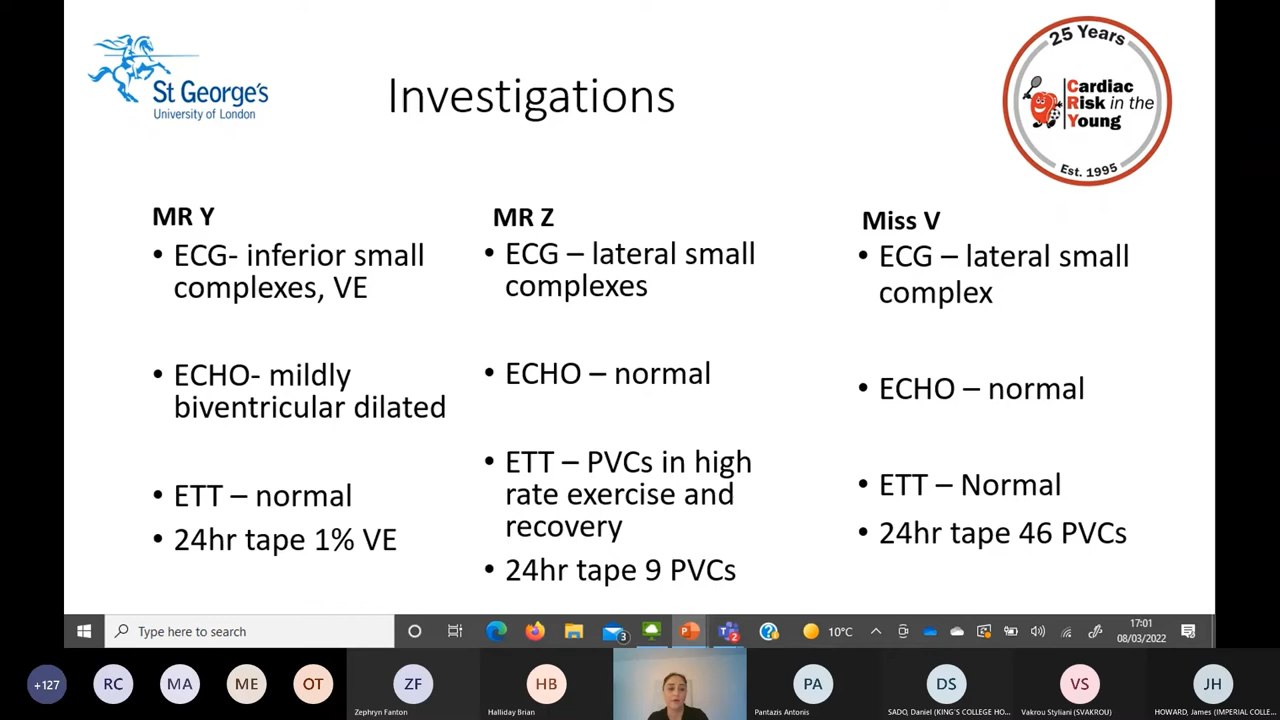 St George's
University of London
Investigations
25 Years
Cardiac
Risk in the
Young
Est. 1995
MR Y
• ECG- inferior small
complexes, VE
• ECHO- mildly
biventricular dilated
• ETT – normal
• 24hr tape 1% VE
MR Z
• ECG – lateral small
complexes
• ECHO – normal
• ETT – PVCs in high
rate exercise and
recovery
• 24hr tape 9 PVCs
Miss V
• ECG – lateral small
complex
• ECHO – normal
• ETT – Normal
• 24hr tape 46 PVCs
Type here to search
3
2
10°C
17:01
08/03/2022
+127
RC
MA
ME
OT
ZF
Zephryn Fanton
HB
Halliday Brian
PA
Pantazis Antonis
DS
SADO, Daniel (KING'S COLLEGE HO...
VS
Vakrou Styliani (SVAKROU)
JH
HOWARD, James (IMPERIAL COLLE...